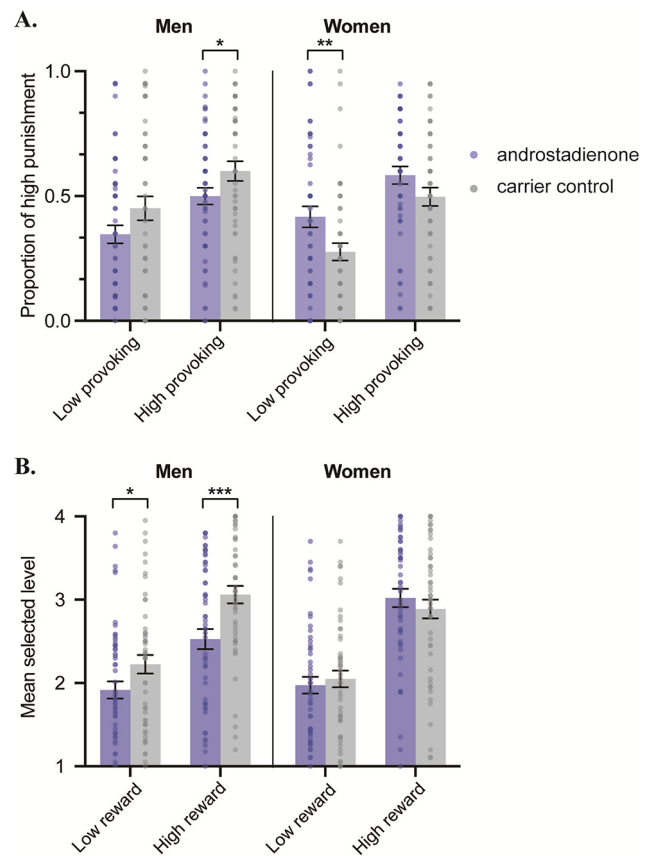 A.
Men Women
* **
1.0
0.5
0.0
Proportion of high punishment
androstadienone
carrier control
Low provoking High provoking Low provoking High provoking
B.
Men Women
* ***
4
3
2
1
Mean selected level
Low reward High reward Low reward High reward